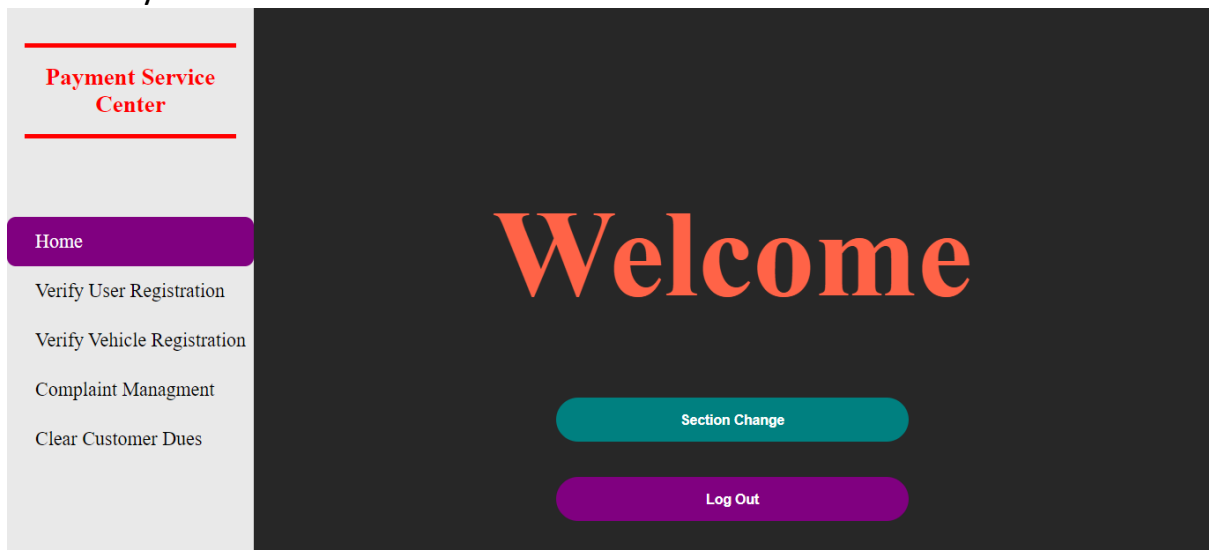 Payment Service
Center
Home
Verify User Registration
Verify Vehicle Registration
Complaint Managment
Clear Customer Dues
Welcome
Section Change
Log Out